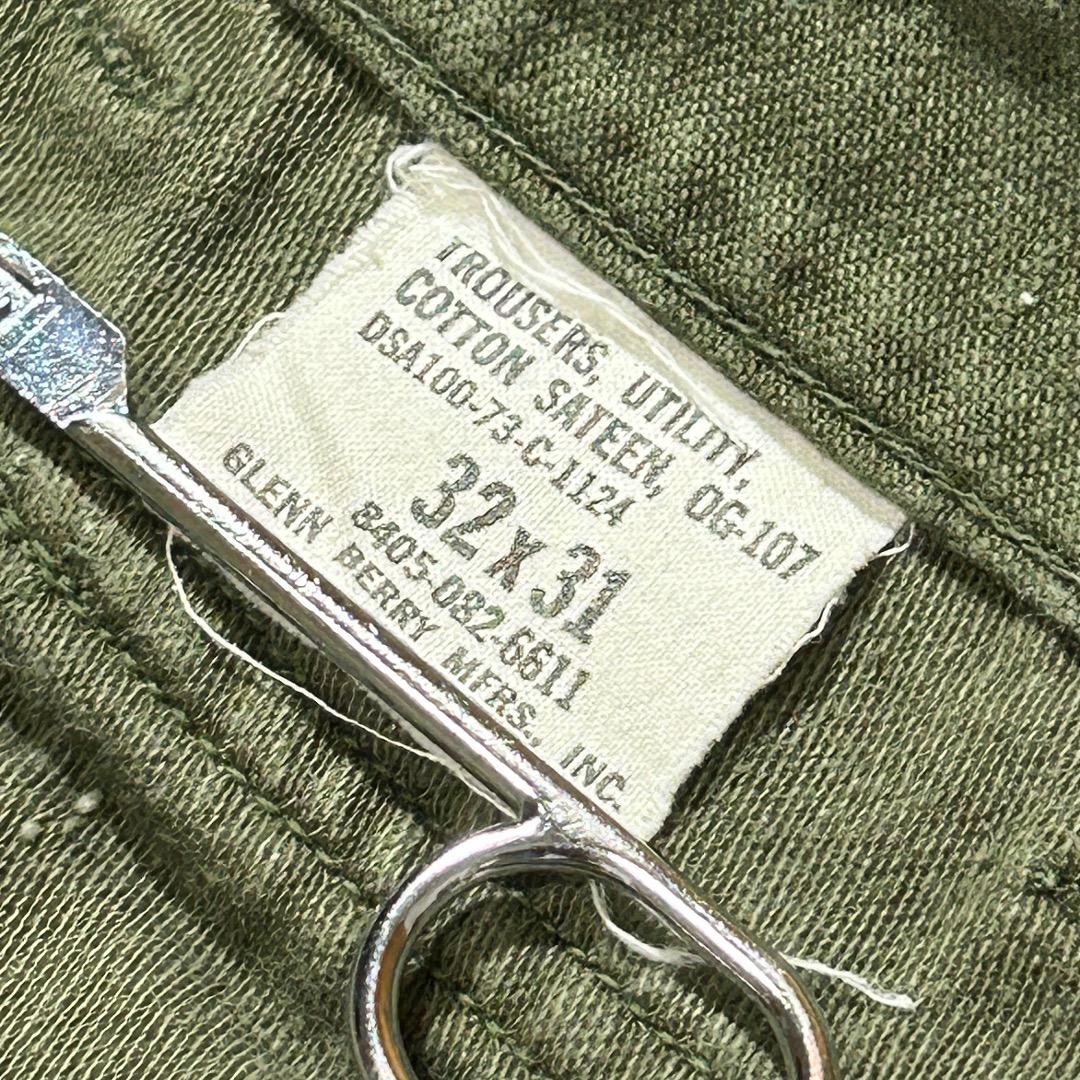 TROUSERS, UTILITY,
COTTON SATEEN, OG-107
DSA100-73-C-1124
32 x 31
8405-082-6611
GLENN BERRY MFRS., INC.